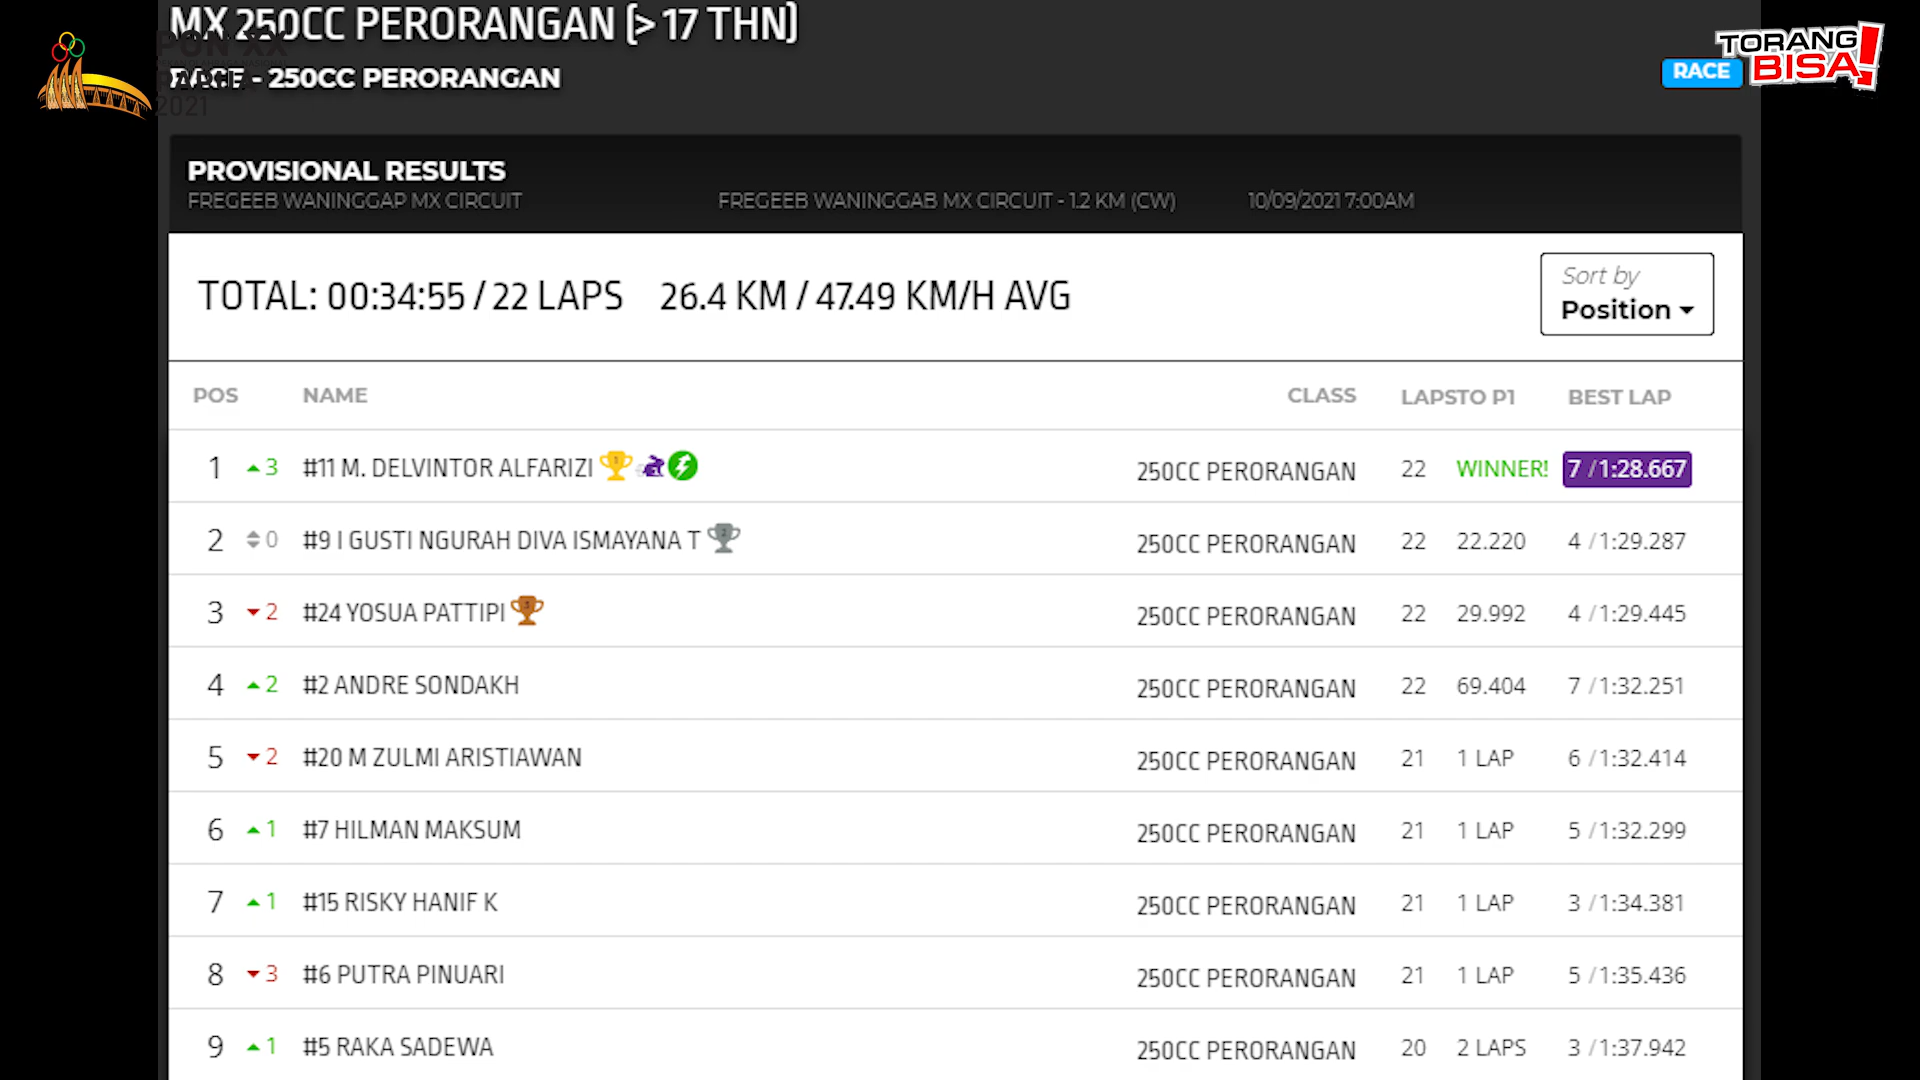 MX 250CC PERORANGAN (> 17 THN)
PON XX
PAPUA
2021
RACE - 250CC PERORANGAN
RACE
TORANG
BISA!
PROVISIONAL RESULTS
FREGEEB WANINGGAP MX CIRCUIT FREGEEB WANINGGAB MX CIRCUIT - 1.2 KM (CW) 10/09/2021 7:00AM
TOTAL: 00:34:55 / 22 LAPS 26.4 KM / 47.49 KM/H AVG
Sort by
Position
POS NAME CLASS LAPS TO P1 BEST LAP
1 3 #11 M. DELVINTOR ALFARIZI 250CC PERORANGAN 22 WINNER! 7 / 1:28.667
2 0 #9 I GUSTI NGURAH DIVA ISMAYANA T 250CC PERORANGAN 22 22.220 4 / 1:29.287
3 2 #24 YOSUA PATTIPI 250CC PERORANGAN 22 29.992 4 / 1:29.445
4 2 #2 ANDRE SONDAKH 250CC PERORANGAN 22 69.404 7 / 1:32.251
5 2 #20 M ZULMI ARISTIAWAN 250CC PERORANGAN 21 1 LAP 6 / 1:32.414
6 1 #7 HILMAN MAKSUM 250CC PERORANGAN 21 1 LAP 5 / 1:32.299
7 1 #15 RISKY HANIF K 250CC PERORANGAN 21 1 LAP 3 / 1:34.381
8 3 #6 PUTRA PINUARI 250CC PERORANGAN 21 1 LAP 5 / 1:35.436
9 1 #5 RAKA SADEWA 250CC PERORANGAN 20 2 LAPS 3 / 1:37.942